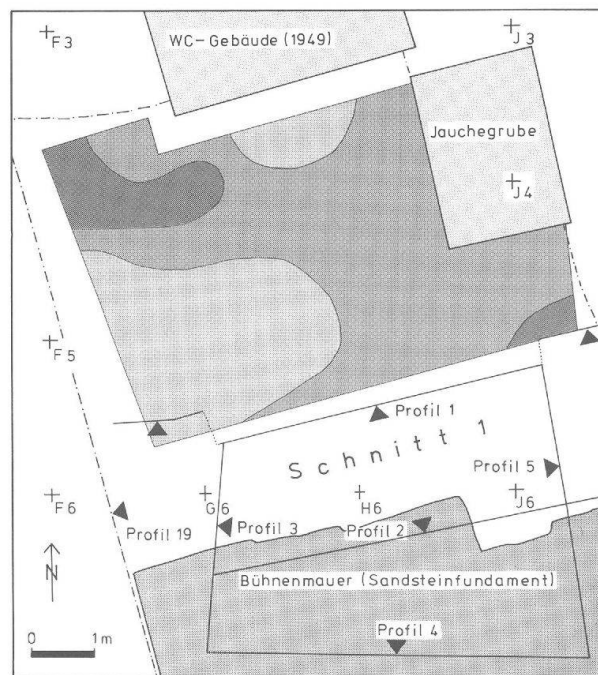 F3
WC-Gebäude (1949)
J3
Jauchegrube
J4
F5
Profil 1
Schnitt 1
Profil 5
F6
G6
H6
J6
Profil 19
Profil 3
Profil 2
N
Bühnenmauer (Sandsteinfundament)
Profil 4
0 1m